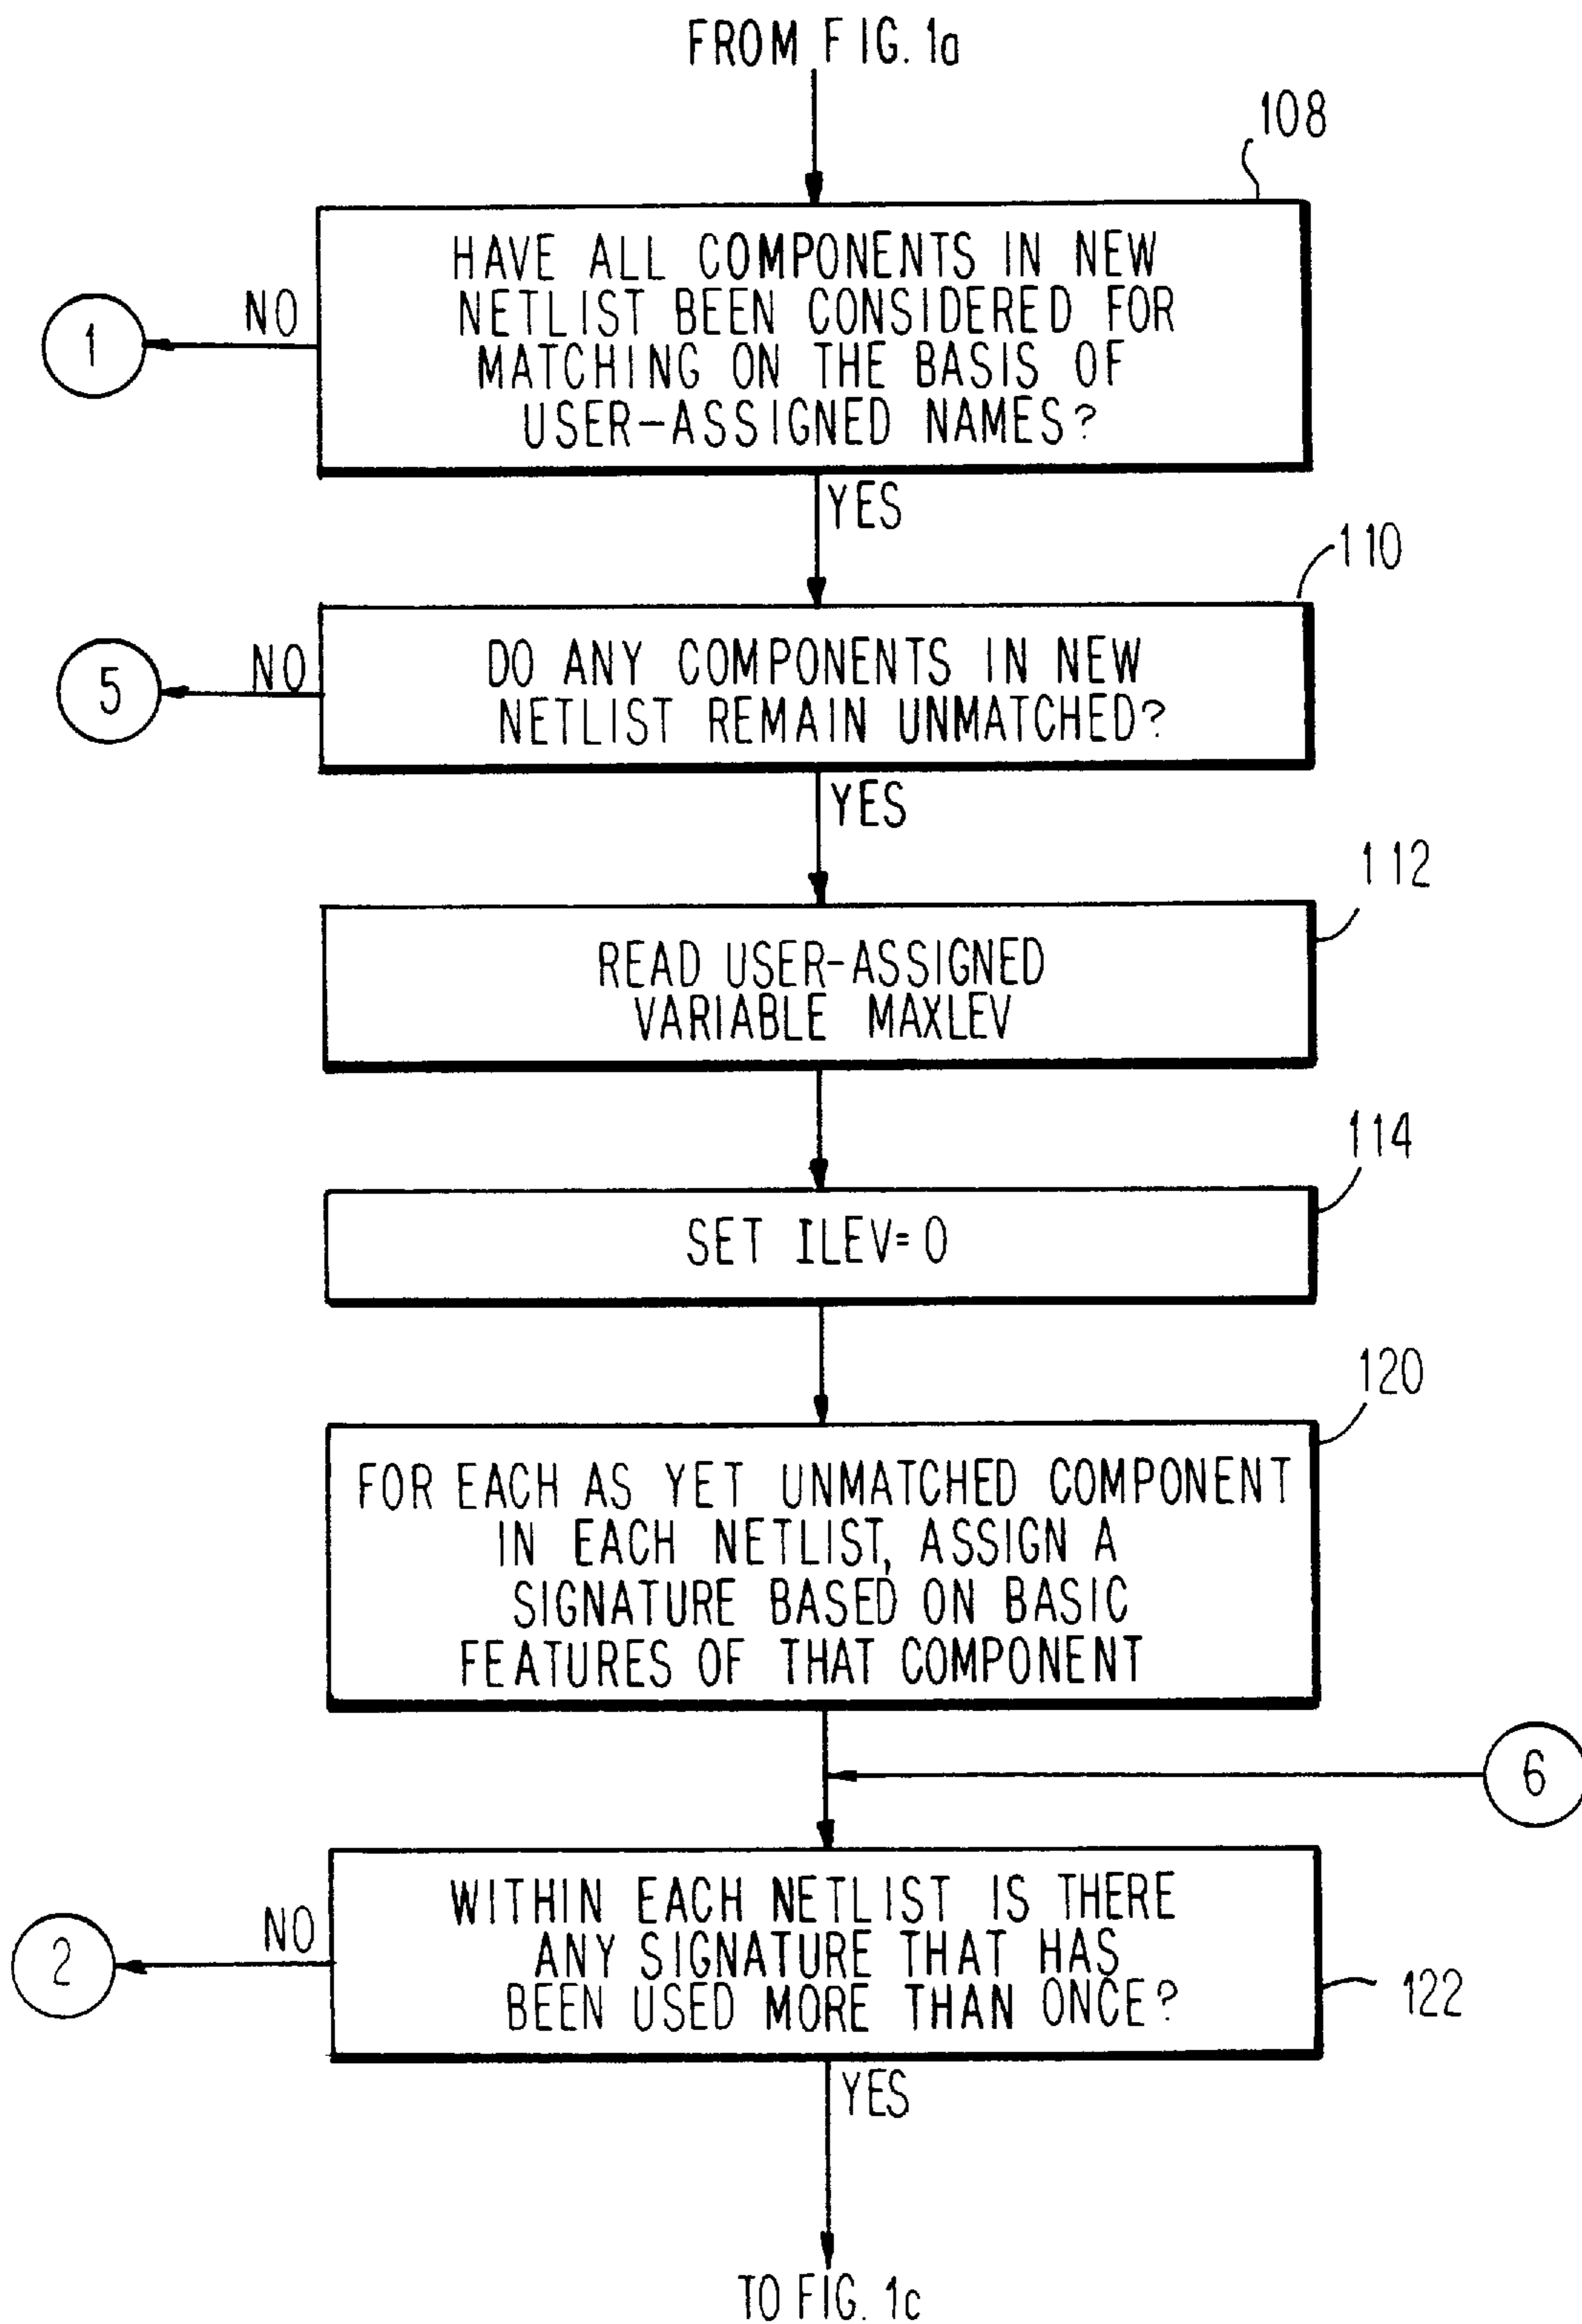 FROM FIG. 1a
108
HAVE ALL COMPONENTS IN NEW
NETLIST BEEN CONSIDERED FOR
MATCHING ON THE BASIS OF
USER-ASSIGNED NAMES?
NO
1
YES
110
DO ANY COMPONENTS IN NEW
NETLIST REMAIN UNMATCHED?
NO
5
YES
112
READ USER-ASSIGNED
VARIABLE MAXLEV
114
SET ILEV=0
120
FOR EACH AS YET UNMATCHED COMPONENT
IN EACH NETLIST, ASSIGN A
SIGNATURE BASED ON BASIC
FEATURES OF THAT COMPONENT
6
WITHIN EACH NETLIST IS THERE
ANY SIGNATURE THAT HAS
BEEN USED MORE THAN ONCE?
NO
2
122
YES
TO FIG. 1c